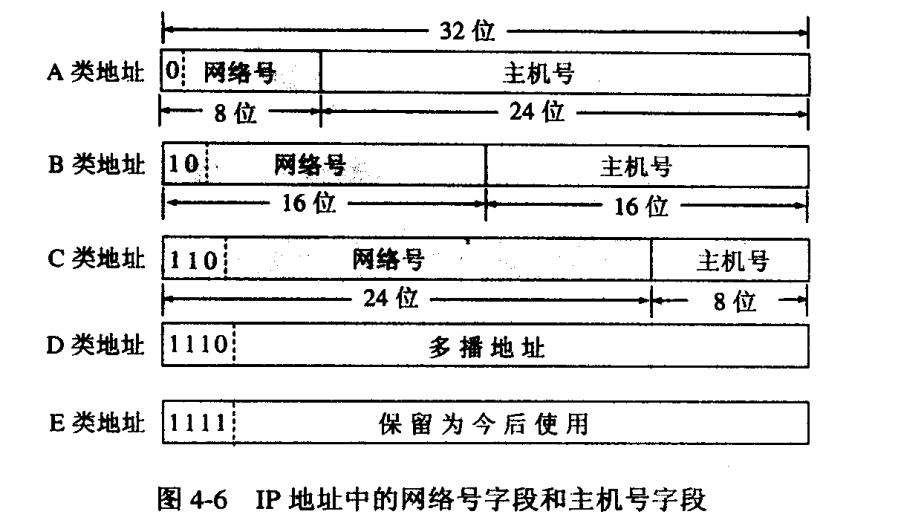 32 位
A 类地址 0 网络号 主机号
8 位 24 位
B 类地址 10 网络号 主机号
16 位 16 位
C 类地址 110 网络号 主机号
24 位 8 位
D 类地址 1110 多播地址
E 类地址 1111 保留为今后使用
图 4-6 IP 地址中的网络号字段和主机号字段